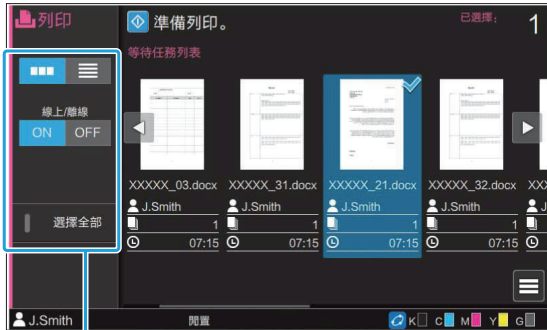 列印
準備列印。
已選擇：
1
等待任務列表
線上/離線
ON OFF
選擇全部
XXXXX_03.docx XXXXX_31.docx XXXXX_21.docx XXXXX_32.docx XXX
J.Smith J.Smith J.Smith J.Smith J
1 1 1 1
07:15 07:15 07:15 07:15
J.Smith
閒置
K C M Y G